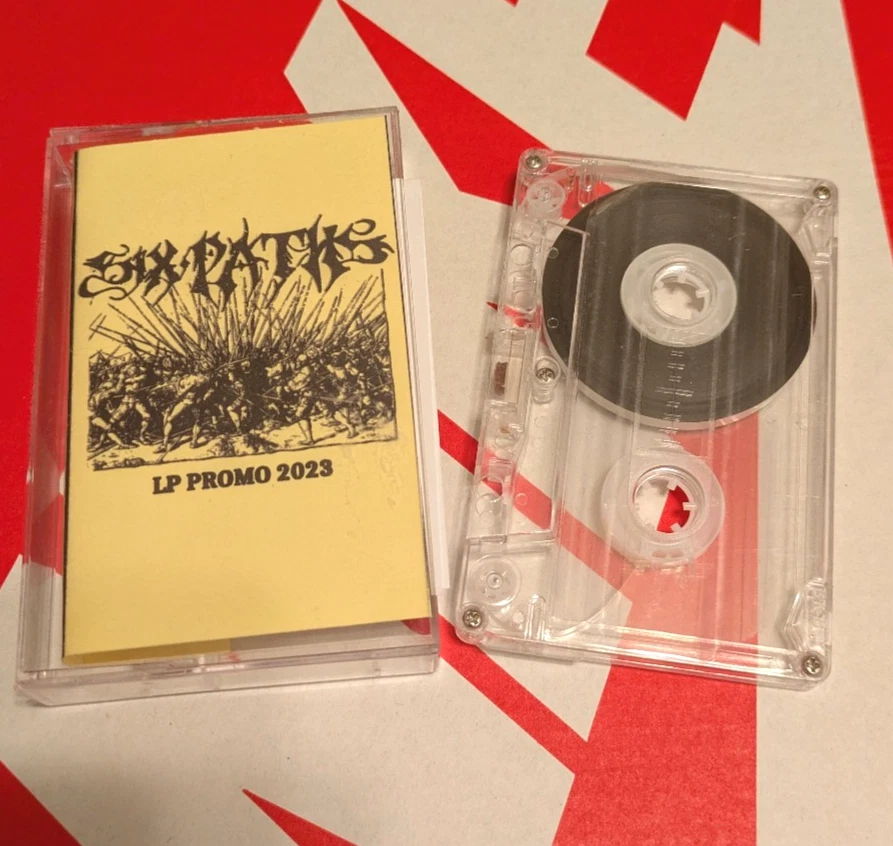 SIX PATHS
LP PROMO 2023